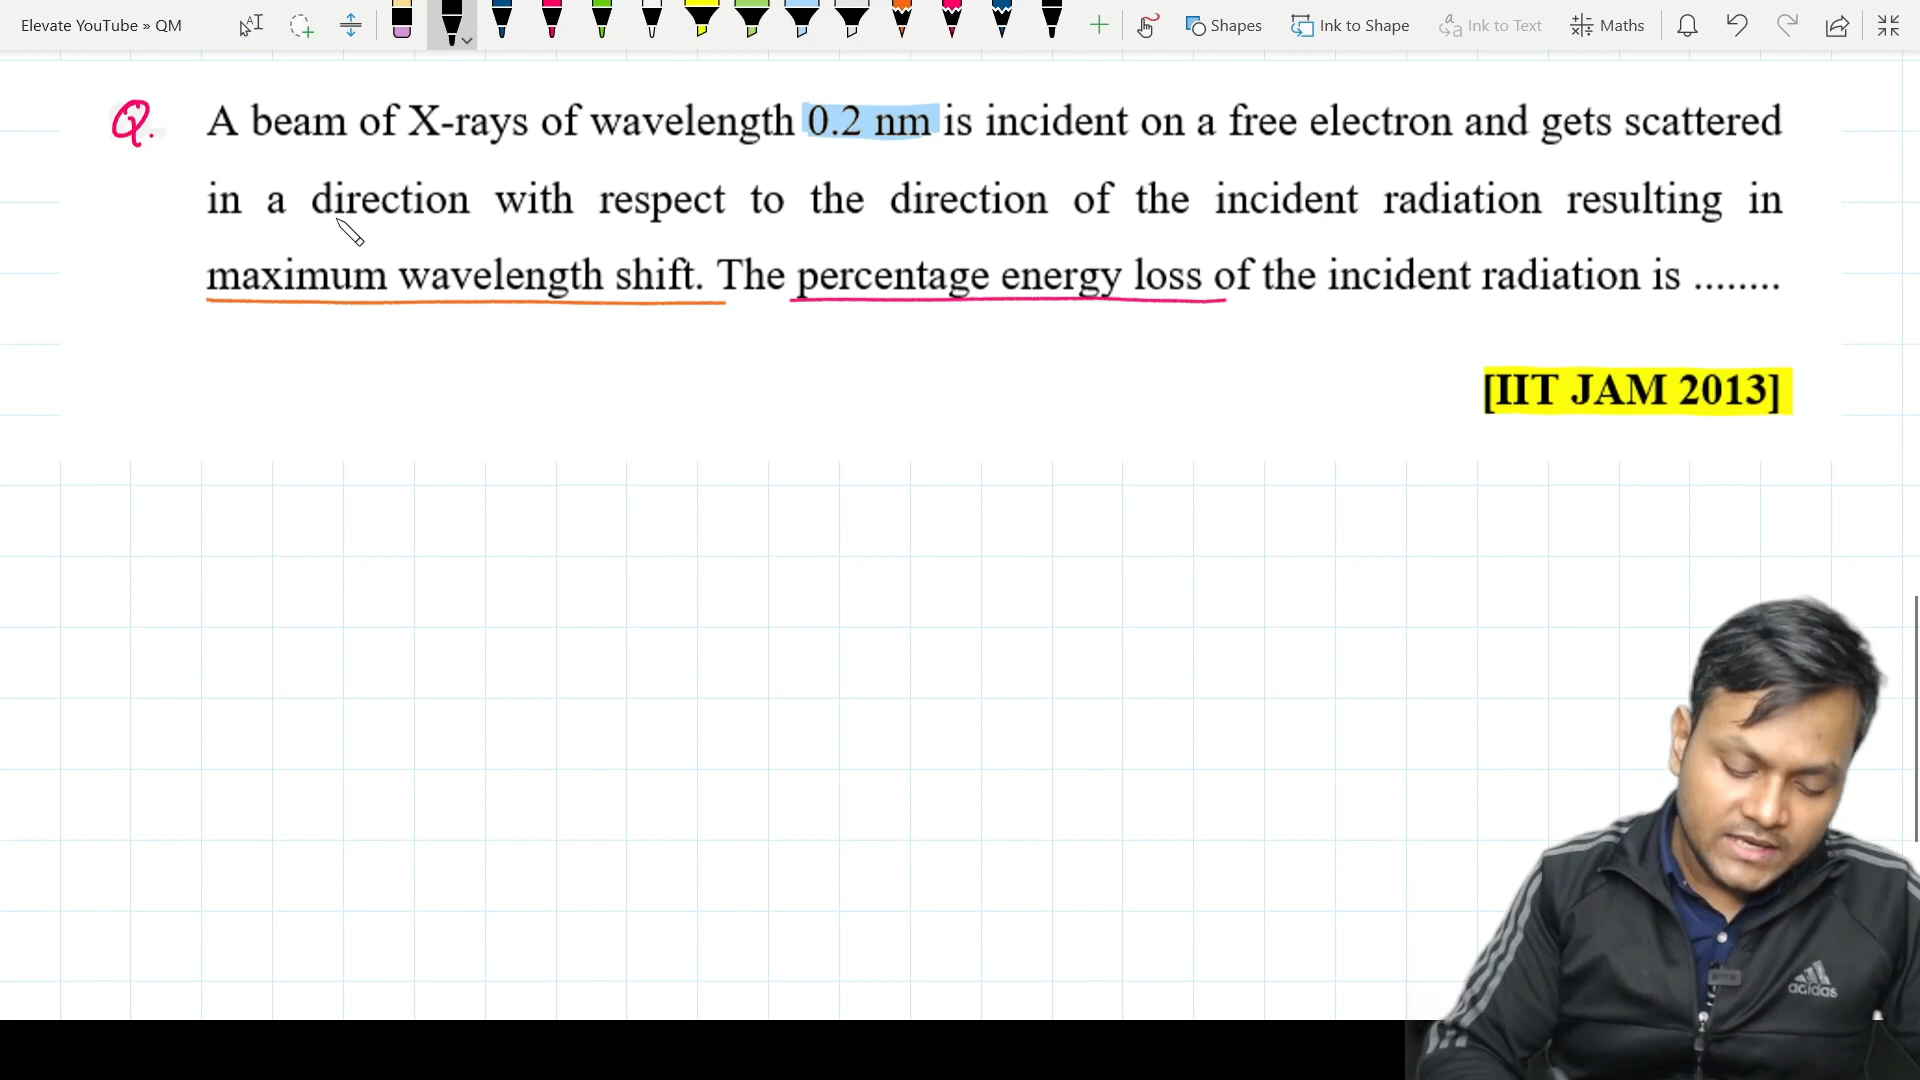 Elevate YouTube » QM
Shapes
Ink to Shape
Ink to Text
Maths
Q. A beam of X-rays of wavelength 0.2 nm is incident on a free electron and gets scattered
in a direction with respect to the direction of the incident radiation resulting in
maximum wavelength shift. The percentage energy loss of the incident radiation is ........
[IIT JAM 2013]
adidas